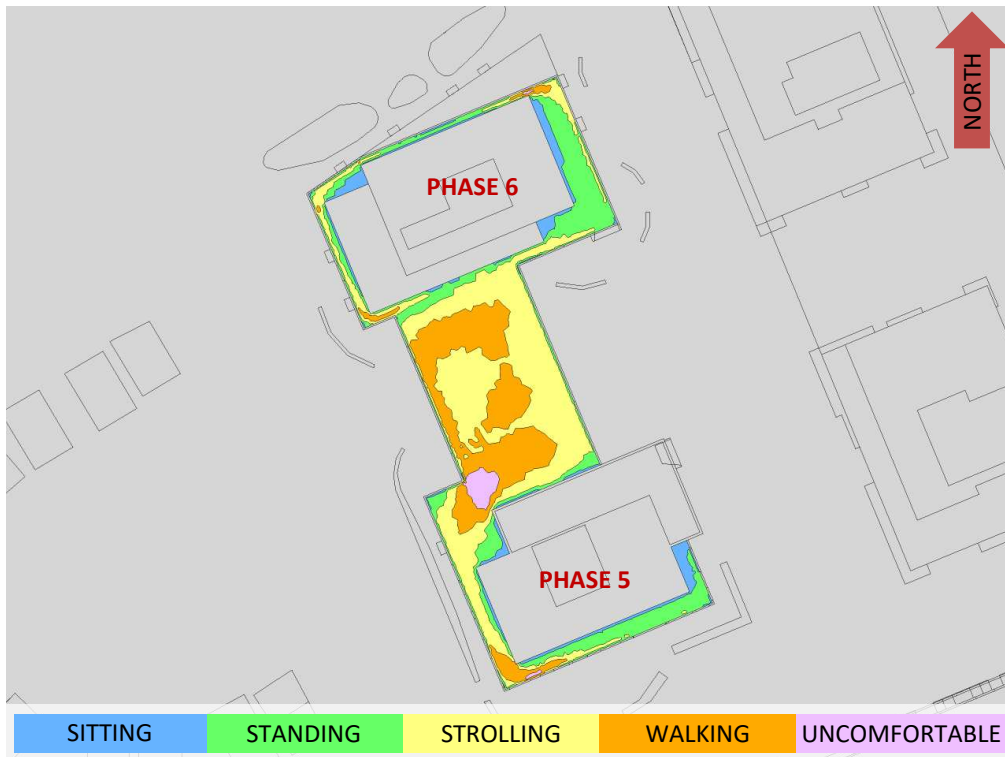 NORTH
PHASE 6
PHASE 5
SITTING STANDING STROLLING WALKING UNCOMFORTABLE